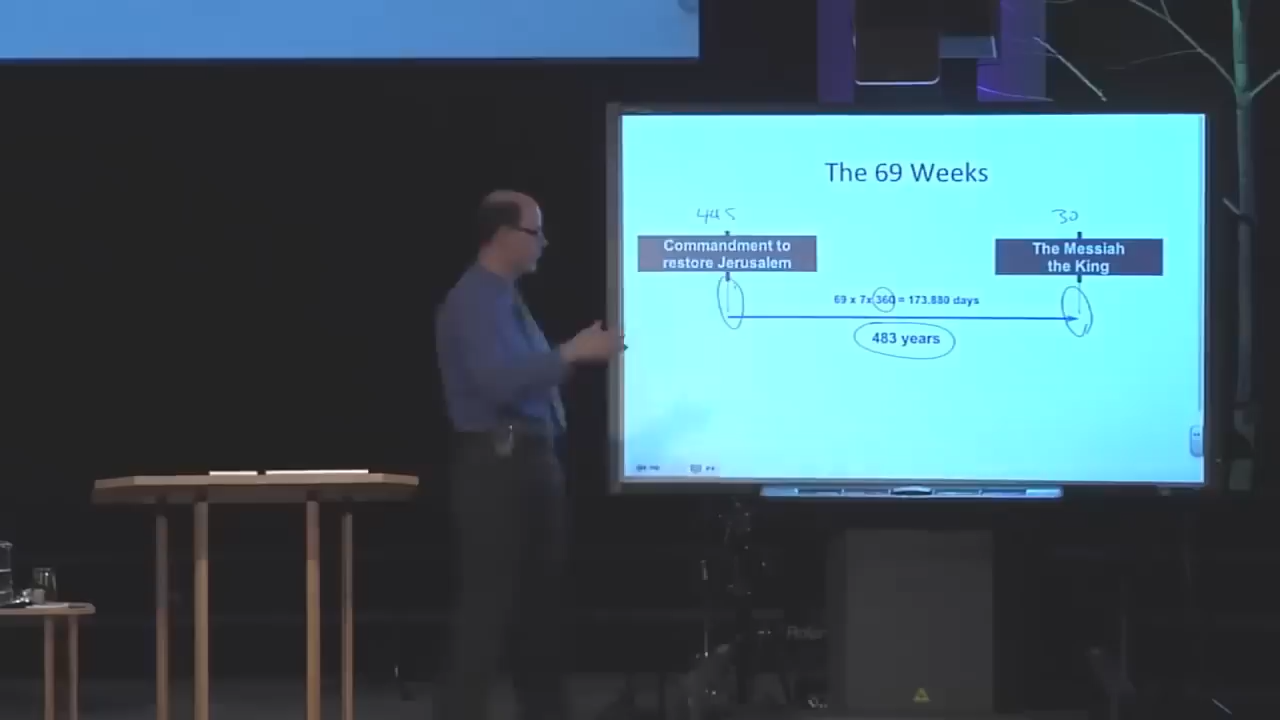 The 69 Weeks
445
30
Commandment to
restore Jerusalem
The Messiah
the King
69 x 7x 360 = 173.880 days
483 years
Roland